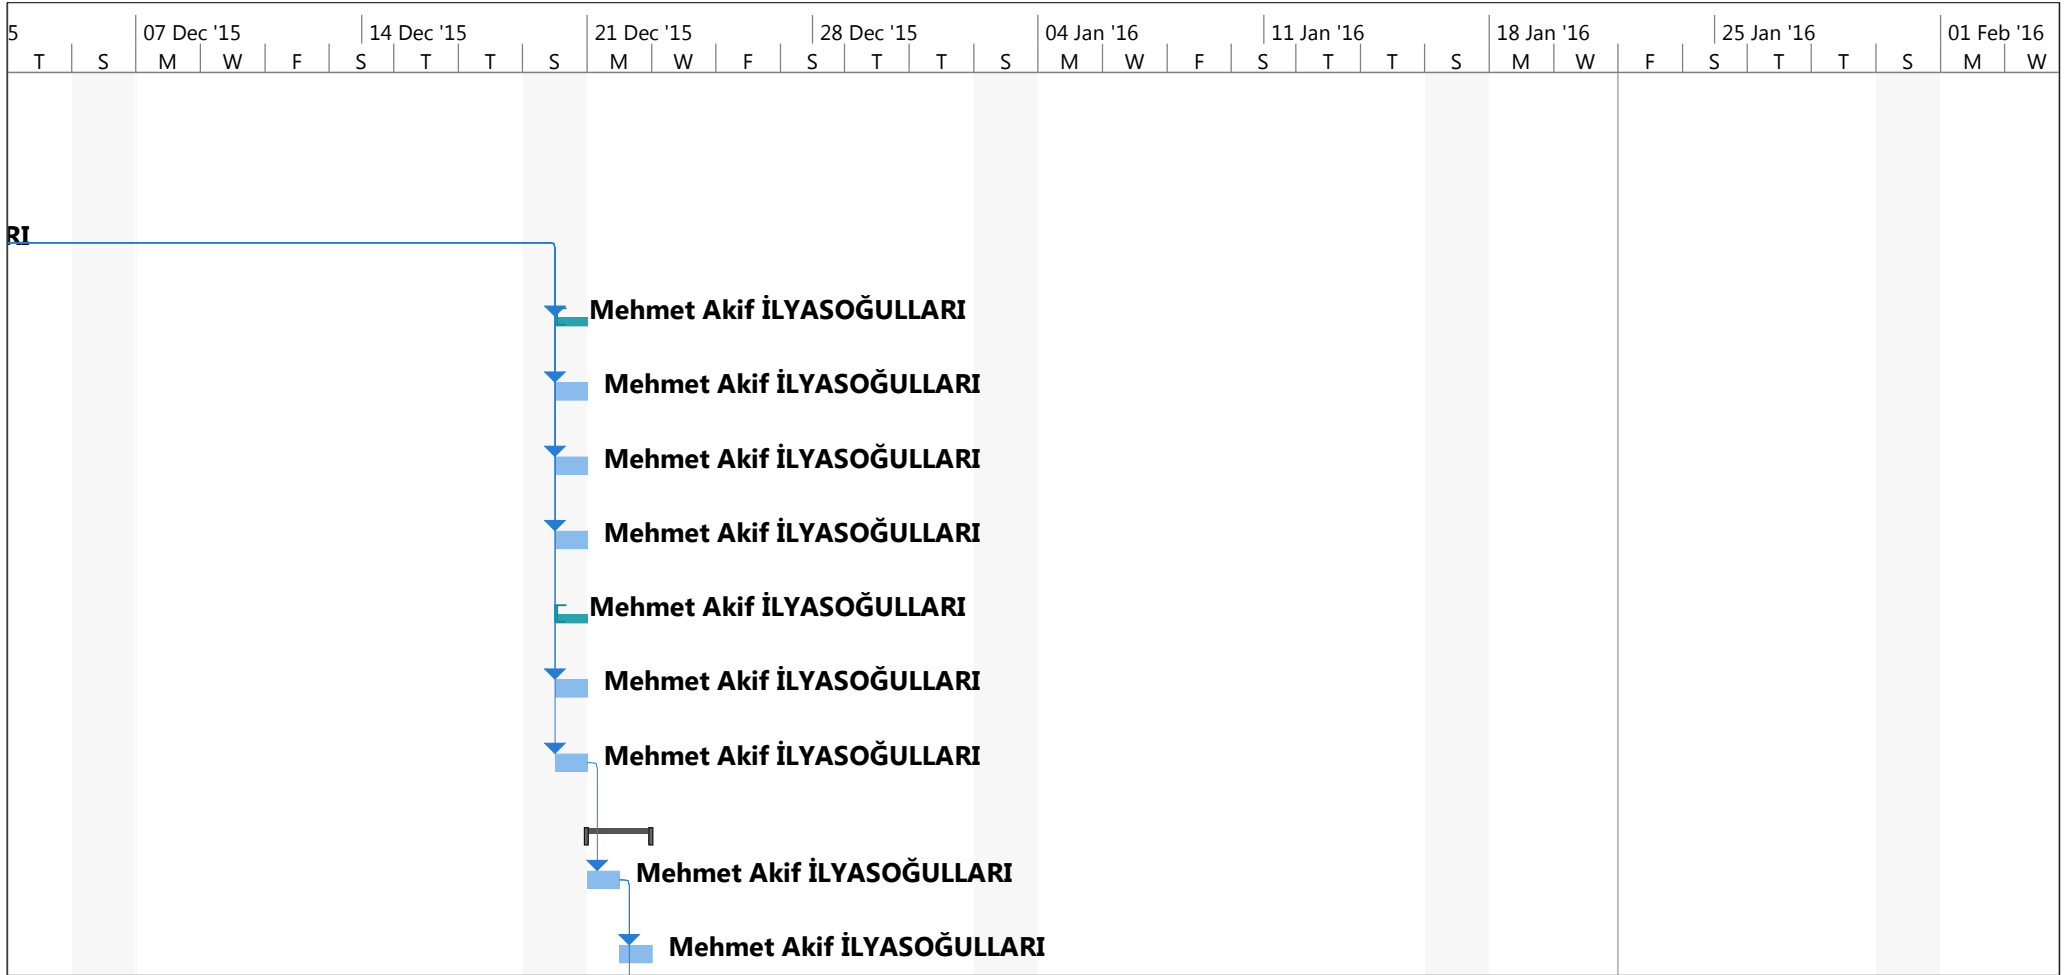 5 07 Dec '15 14 Dec '15 21 Dec '15 28 Dec '15 04 Jan '16 11 Jan '16 18 Jan '16 25 Jan '16 01 Feb '16
T S M W F S T T S M W F S T T S M W F S T T S M W F S T T S M W
RI
Mehmet Akif İLYASOĞULLARI
Mehmet Akif İLYASOĞULLARI
Mehmet Akif İLYASOĞULLARI
Mehmet Akif İLYASOĞULLARI
Mehmet Akif İLYASOĞULLARI
Mehmet Akif İLYASOĞULLARI
Mehmet Akif İLYASOĞULLARI
Mehmet Akif İLYASOĞULLARI
Mehmet Akif İLYASOĞULLARI